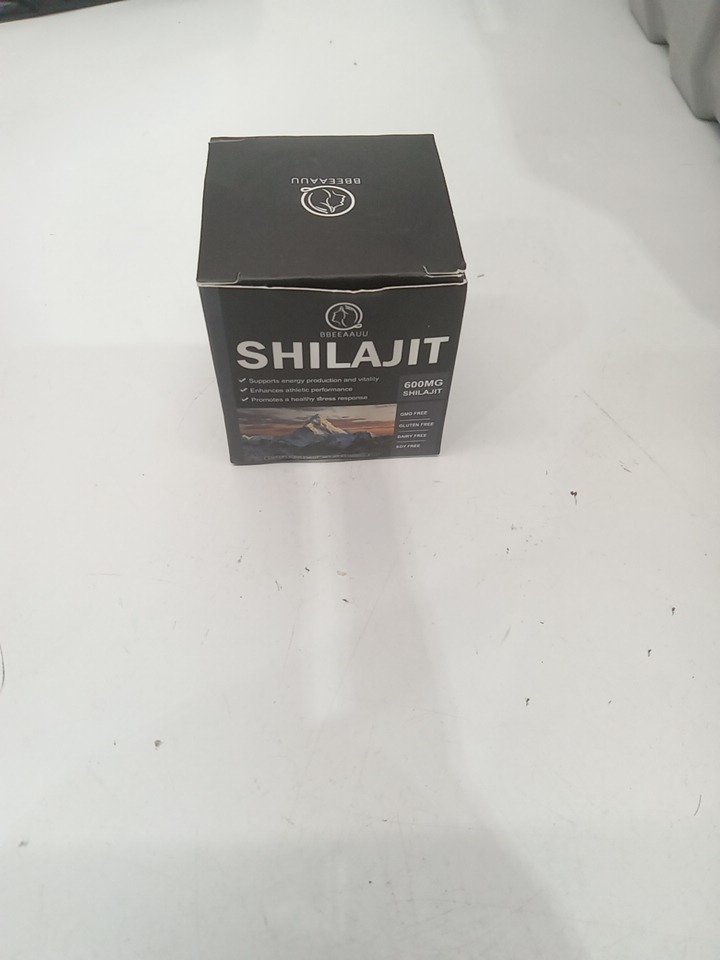 BBEEAAUU
BBEEAAUU
SHILAJIT
Supports energy production and vitality
Enhances athletic performance
Promotes a healthy stress response
600MG
SHILAJIT
GMO FREE
GLUTEN FREE
DAIRY FREE
SOY FREE